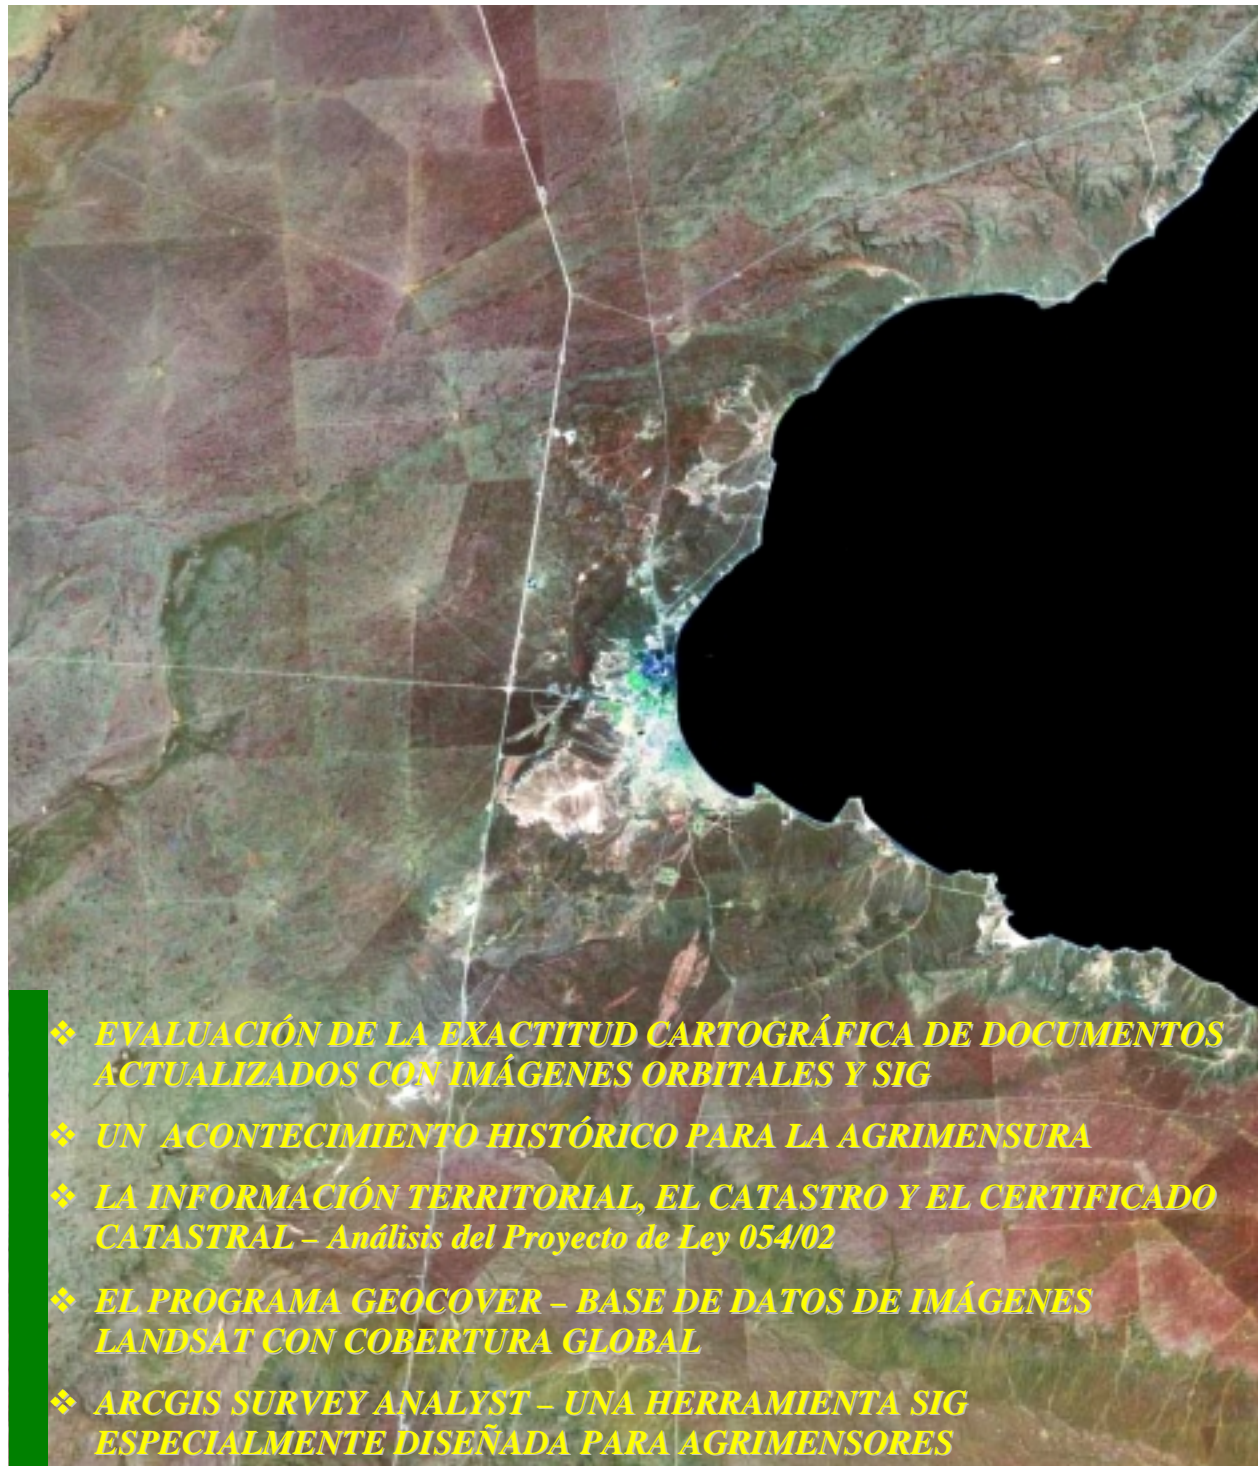 ❖ EVALUACIÓN DE LA EXACTITUD CARTOGRÁFICA DE DOCUMENTOS
ACTUALIZADOS CON IMÁGENES ORBITALES Y SIG
❖ UN ACONTECIMIENTO HISTÓRICO PARA LA AGRIMENSURA
❖ LA INFORMACIÓN TERRITORIAL, EL CATASTRO Y EL CERTIFICADO
CATASTRAL – Análisis del Proyecto de Ley 054/02
❖ EL PROGRAMA GEOCOVER – BASE DE DATOS DE IMÁGENES
LANDSAT CON COBERTURA GLOBAL
❖ ARCGIS SURVEY ANALYST – UNA HERRAMIENTA SIG
ESPECIALMENTE DISEÑADA PARA AGRIMENSORES